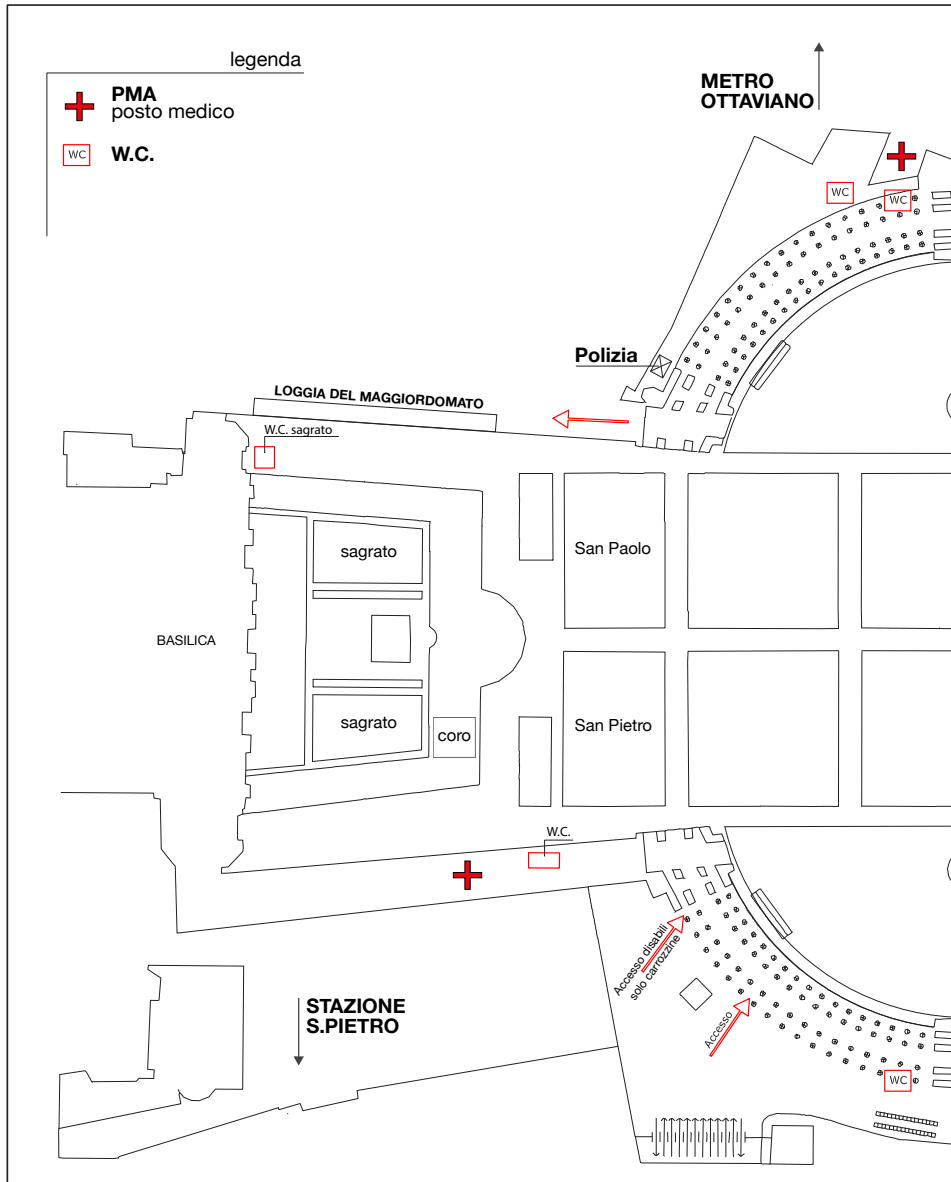 legenda
PMA
posto medico
WC
W.C.
METRO
OTTAVIANO
WC
WC
Polizia
LOGGIA DEL MAGGIORDOMATO
W.C. sagrato
sagrato
San Paolo
BASILICA
sagrato
coro
San Pietro
W.C.
Accesso disabili
solo carrozzine
Accesso
STAZIONE
S.PIETRO
WC